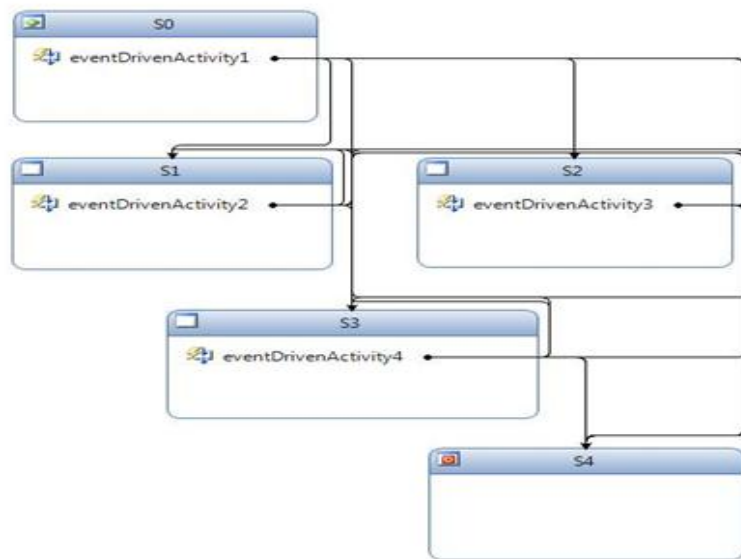 S0
eventDrivenActivity1
S1
eventDrivenActivity2
S2
eventDrivenActivity3
S3
eventDrivenActivity4
S4